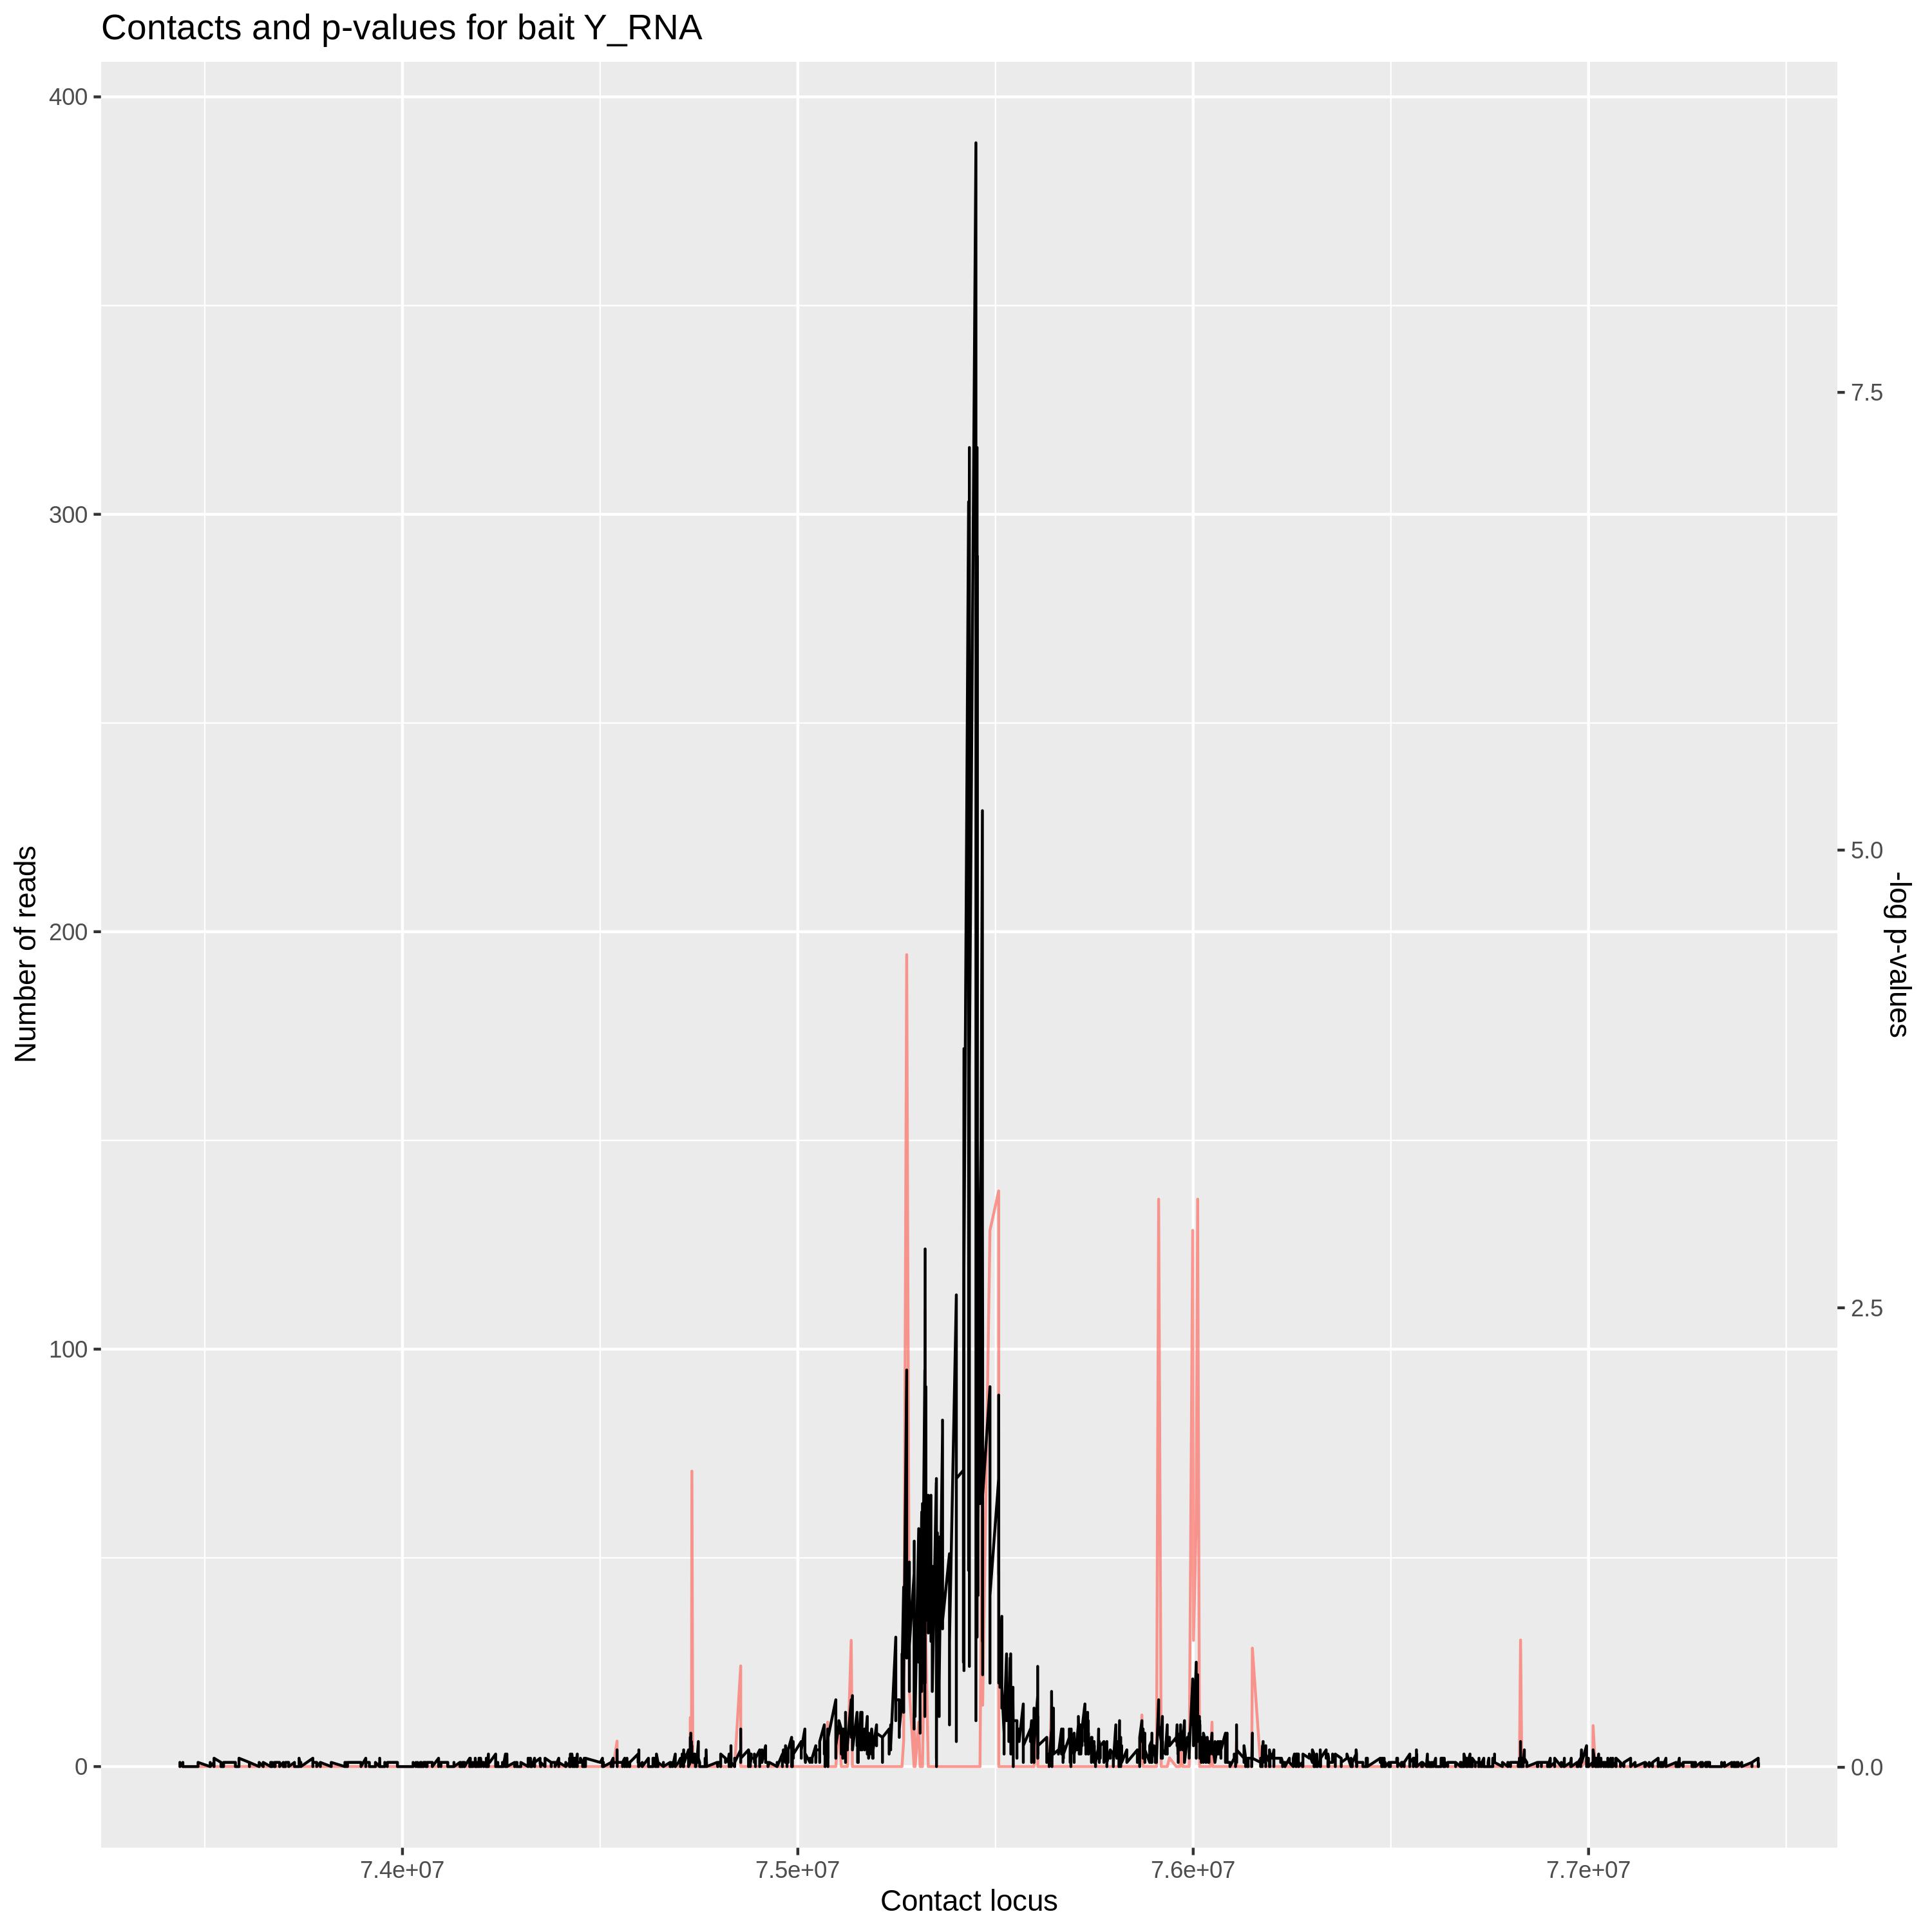 Contacts and p-values for bait Y_RNA
400
300
200
100
0
Number of reads
7.5
5.0
2.5
0.0
-log p-values
7.4e+07
7.5e+07
7.6e+07
7.7e+07
Contact locus